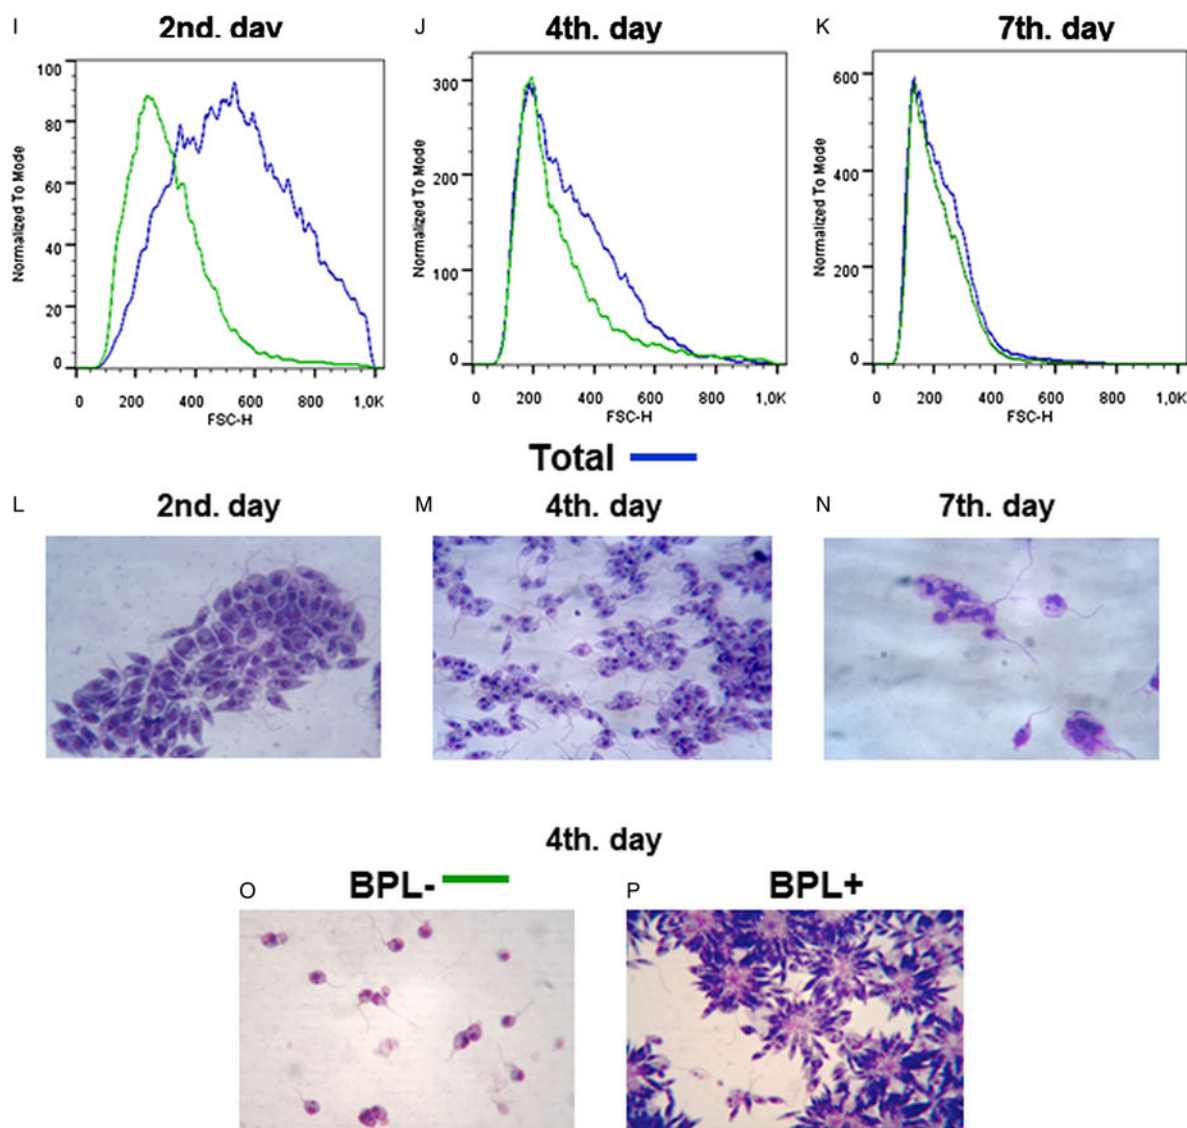 I 2nd. day J 4th. day K 7th. day
100
80
60
40
20
0
Normalized To Mode
0 200 400 600 800 1,0K
FSC-H
300
200
100
0
Normalized To Mode
0 200 400 600 800 1,0K
FSC-H
600
400
200
0
Normalized To Mode
0 200 400 600 800 1,0K
FSC-H
Total
L 2nd. day M 4th. day N 7th. day
4th. day
O BPL- P BPL+